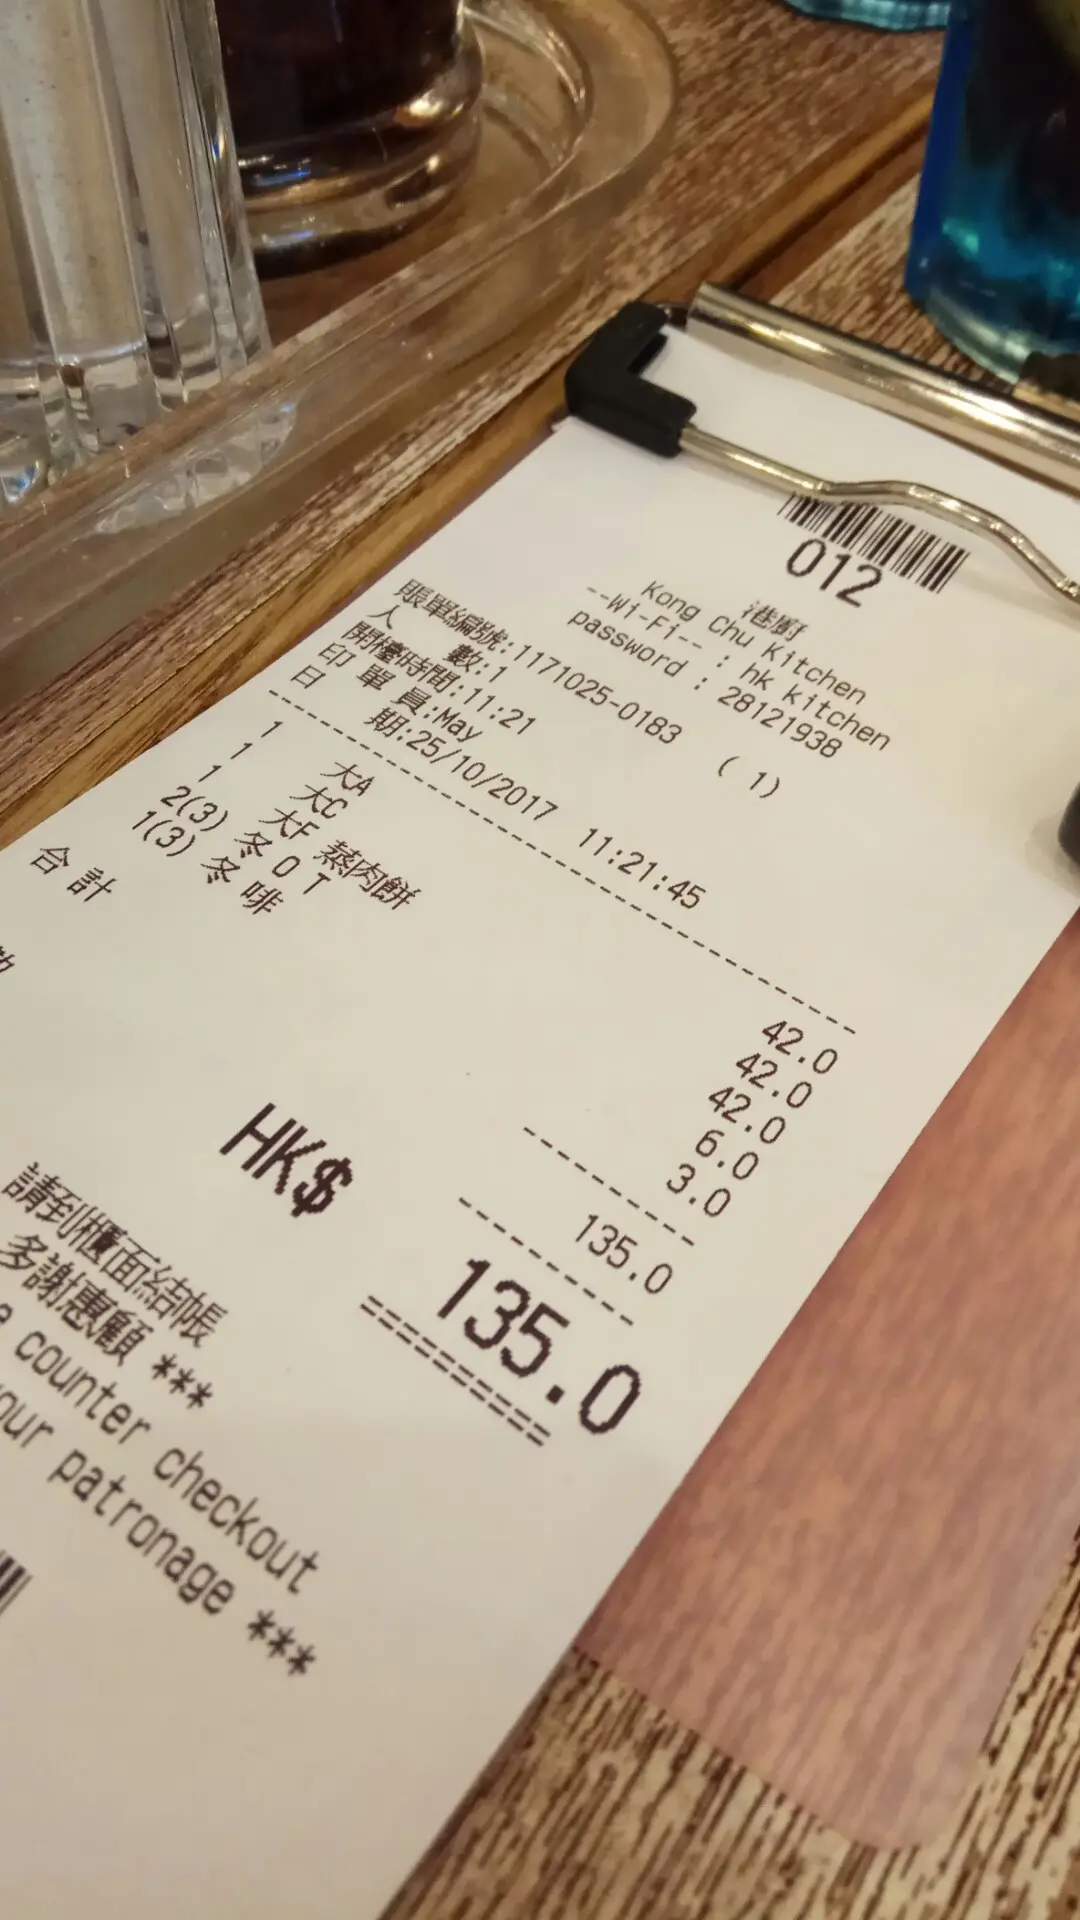 012
港廚
Kong Chu Kitchen
--Wi-Fi-- : hk kitchen
password : 28121938
賬單編號:1171025-0183 (1)
人 數:1
開檯時間:11:21
印單員:May
日 期:25/10/2017 11:21:45
1 大A 42.0
1 大C 42.0
1 大F 蒸肉餅 42.0
2(3) 冬OT 6.0
1(3) 冬啡 3.0
合計 135.0
HK$ 135.0
請到櫃面結帳
多謝惠顧 ***
counter checkout
patronage ***